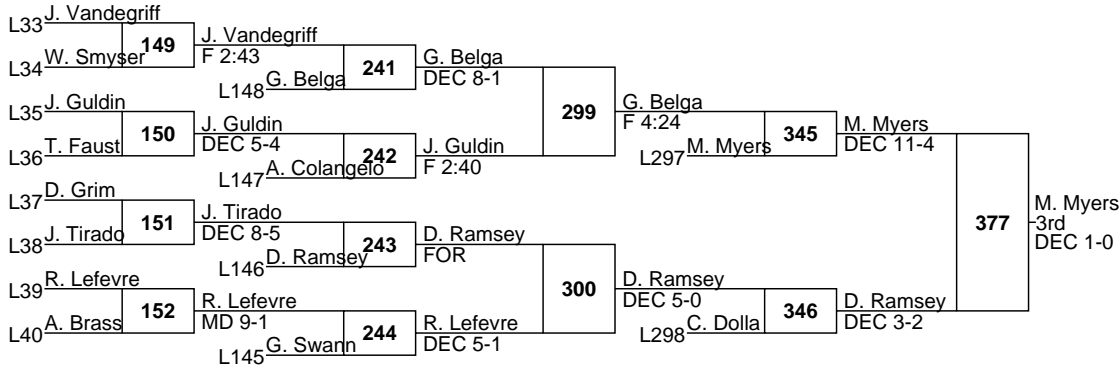 L33 J. Vandegriff
149
L34 W. Smyser
J. Vandegriff
F 2:43
L148 G. Belga
241
G. Belga
DEC 8-1
L35 J. Guldin
150
L36 T. Faust
J. Guldin
DEC 5-4
L147 A. Colangelo
242
J. Guldin
F 2:40
299
G. Belga
F 4:24
L297 M. Myers
345
M. Myers
DEC 11-4
L37 D. Grim
151
L38 J. Tirado
J. Tirado
DEC 8-5
L146 D. Ramsey
243
D. Ramsey
FOR
L39 R. Lefevre
152
L40 A. Brass
R. Lefevre
MD 9-1
L145 G. Swann
244
R. Lefevre
DEC 5-1
300
D. Ramsey
DEC 5-0
L298 C. Dolla
346
D. Ramsey
DEC 3-2
377
M. Myers
3rd
DEC 1-0